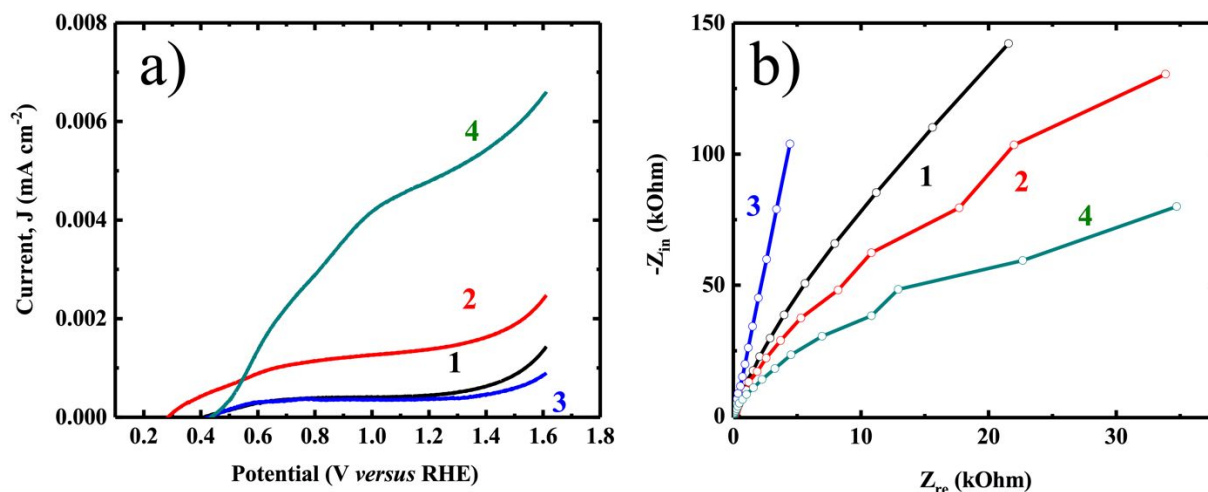 a)
0.008
0.006
0.004
0.002
0.000
Current, J (mA cm⁻²)
4
2
1
3
0.2 0.4 0.6 0.8 1.0 1.2 1.4 1.6 1.8
Potential (V versus RHE)
b)
150
100
50
0
-Z_in (kOhm)
1
2
3
4
0 10 20 30
Z_re (kOhm)